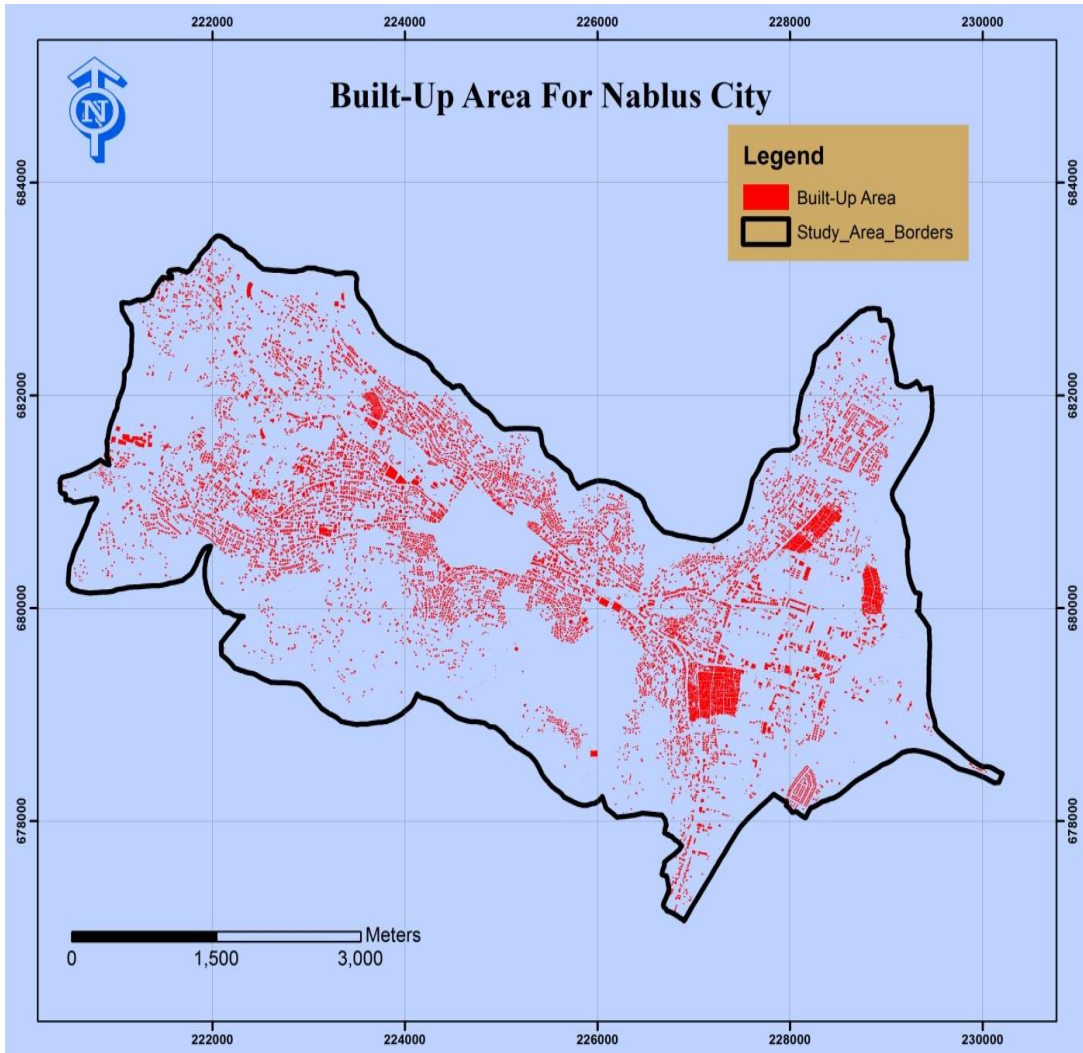 222000 224000 226000 228000 230000
N
Built-Up Area For Nablus City
Legend
Built-Up Area
Study_Area_Borders
684000 684000
682000 682000
680000 680000
678000 678000
Meters
0 1,500 3,000
222000 224000 226000 228000 230000